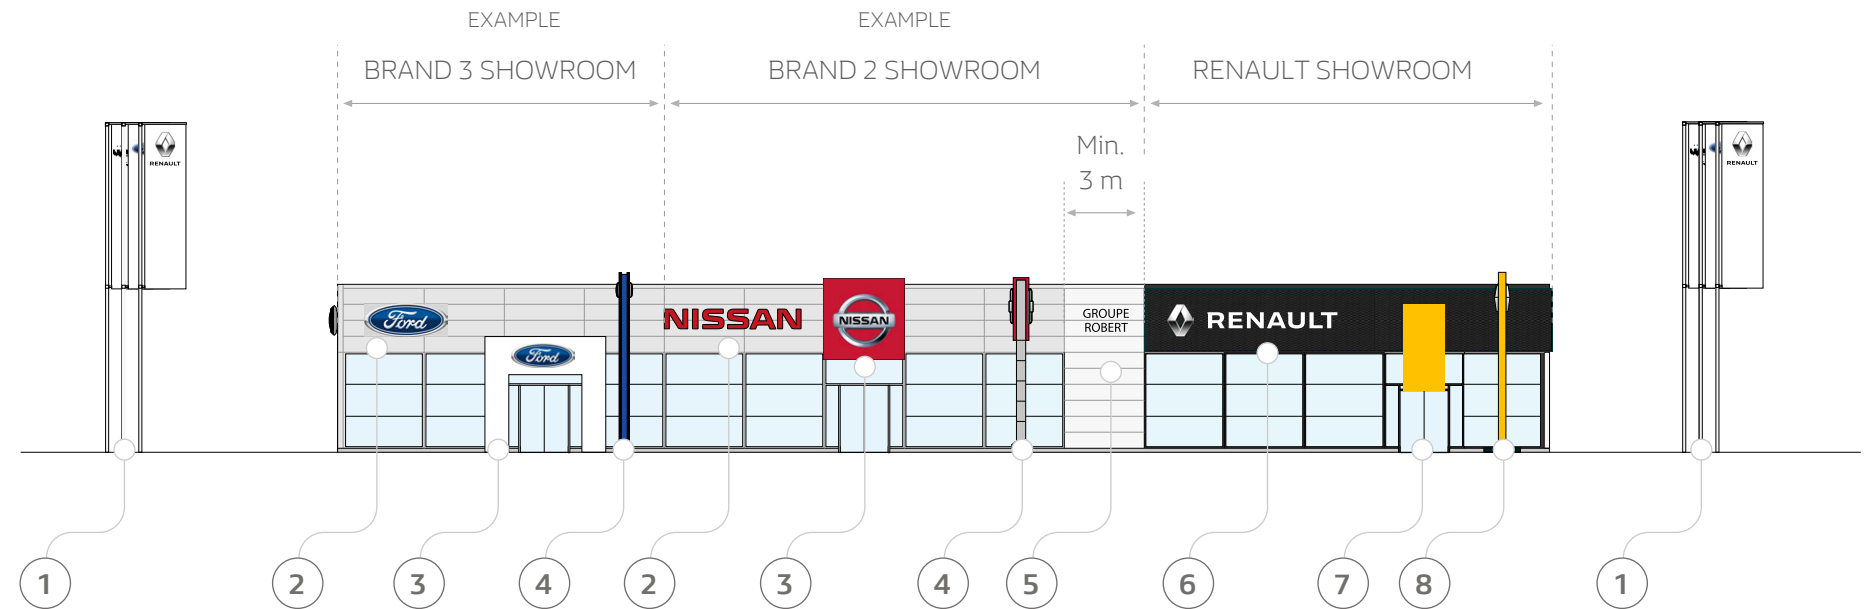 EXAMPLE
EXAMPLE
BRAND 3 SHOWROOM
BRAND 2 SHOWROOM
RENAULT SHOWROOM
Min.
3 m
RENAULT
RENAULT
Ford
NISSAN
NISSAN
GROUPE
ROBERT
RENAULT
Ford
1
2
3
4
2
3
4
5
6
7
8
1